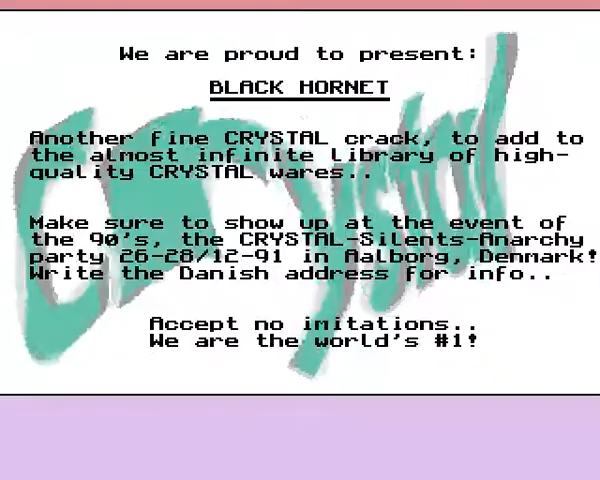 We are proud to present:
BLACK HORNET
Another fine CRYSTAL crack, to add to
the almost infinite library of high-
quality CRYSTAL wares..
Make sure to show up at the event of
the 90's, the CRYSTAL-Silents-Anarchy
party 26-28/12-91 in Aalborg, Denmark!
Write the Danish address for info..
Accept no imitations..
We are the world's #1!
Crystal